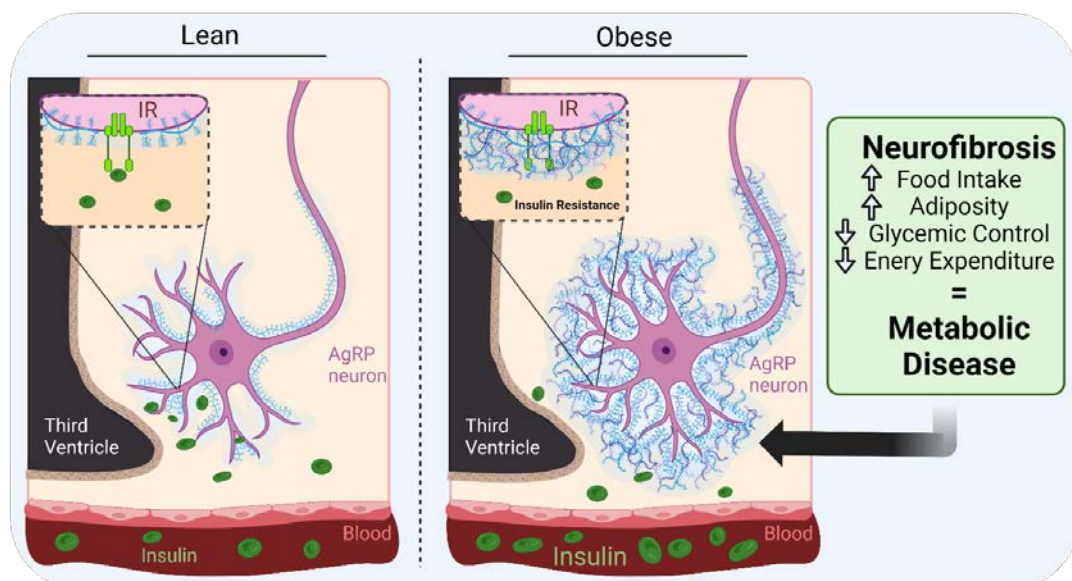 Lean
IR
AgRP
neuron
Third
Ventricle
Blood
Insulin
Obese
IR
Insulin Resistance
AgRP
neuron
Third
Ventricle
Blood
Insulin
Neurofibrosis
⇧ Food Intake
⇧ Adiposity
⇩ Glycemic Control
⇩ Enery Expenditure
=
Metabolic
Disease